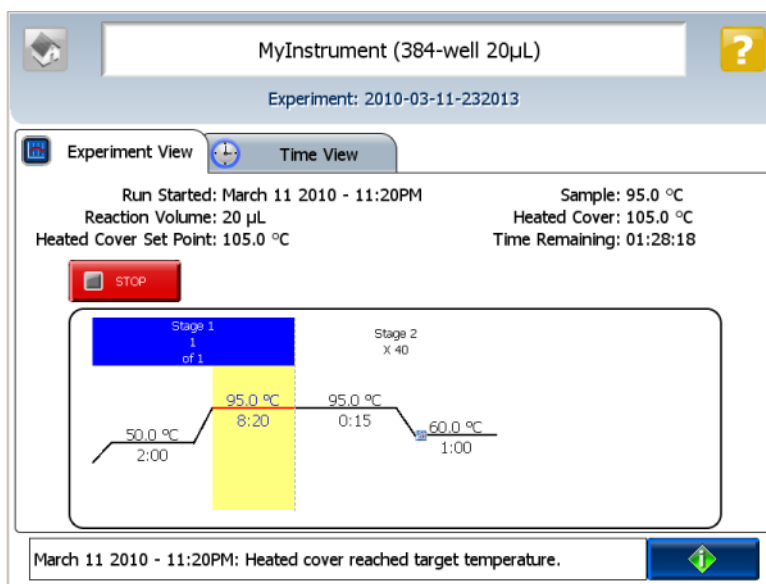 MyInstrument (384-well 20µL)
?
Experiment: 2010-03-11-232013
Experiment View
Time View
Run Started: March 11 2010 - 11:20PM
Sample: 95.0 °C
Reaction Volume: 20 µL
Heated Cover: 105.0 °C
Heated Cover Set Point: 105.0 °C
Time Remaining: 01:28:18
STOP
Stage 1
1
of 1
Stage 2
X 40
95.0 °C
8:20
95.0 °C
0:15
50.0 °C
2:00
60.0 °C
1:00
March 11 2010 - 11:20PM: Heated cover reached target temperature.
i